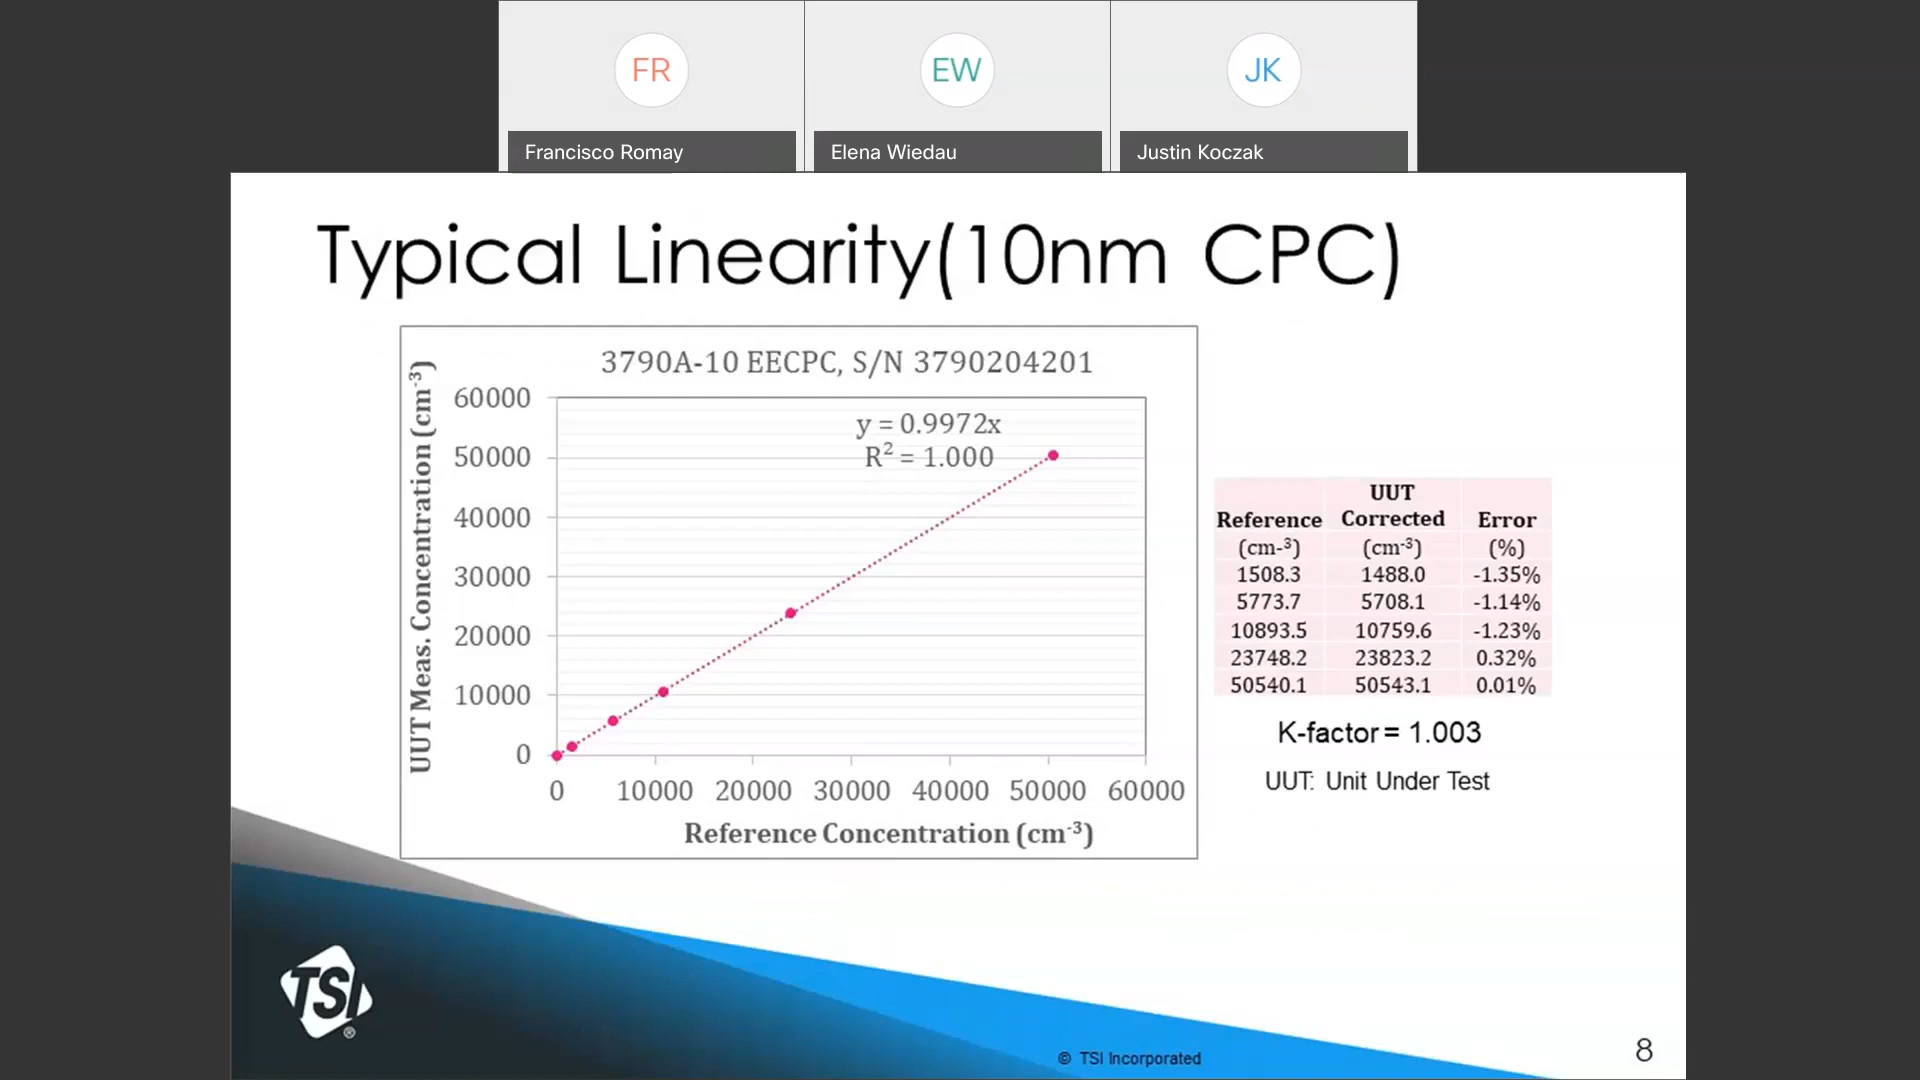 FR
EW
JK
Francisco Romay
Elena Wiedau
Justin Koczak
Typical Linearity(10nm CPC)
3790A-10 EECPC, S/N 3790204201
UUT Meas. Concentration (cm-3)
60000
50000
40000
30000
20000
10000
0
y = 0.9972x
R2 = 1.000
0 10000 20000 30000 40000 50000 60000
Reference Concentration (cm-3)
UUT
Reference Corrected Error
(cm-3) (cm-3) (%)
1508.3 1488.0 -1.35%
5773.7 5708.1 -1.14%
10893.5 10759.6 -1.23%
23748.2 23823.2 0.32%
50540.1 50543.1 0.01%
K-factor = 1.003
UUT: Unit Under Test
TSI®
© TSI Incorporated
8